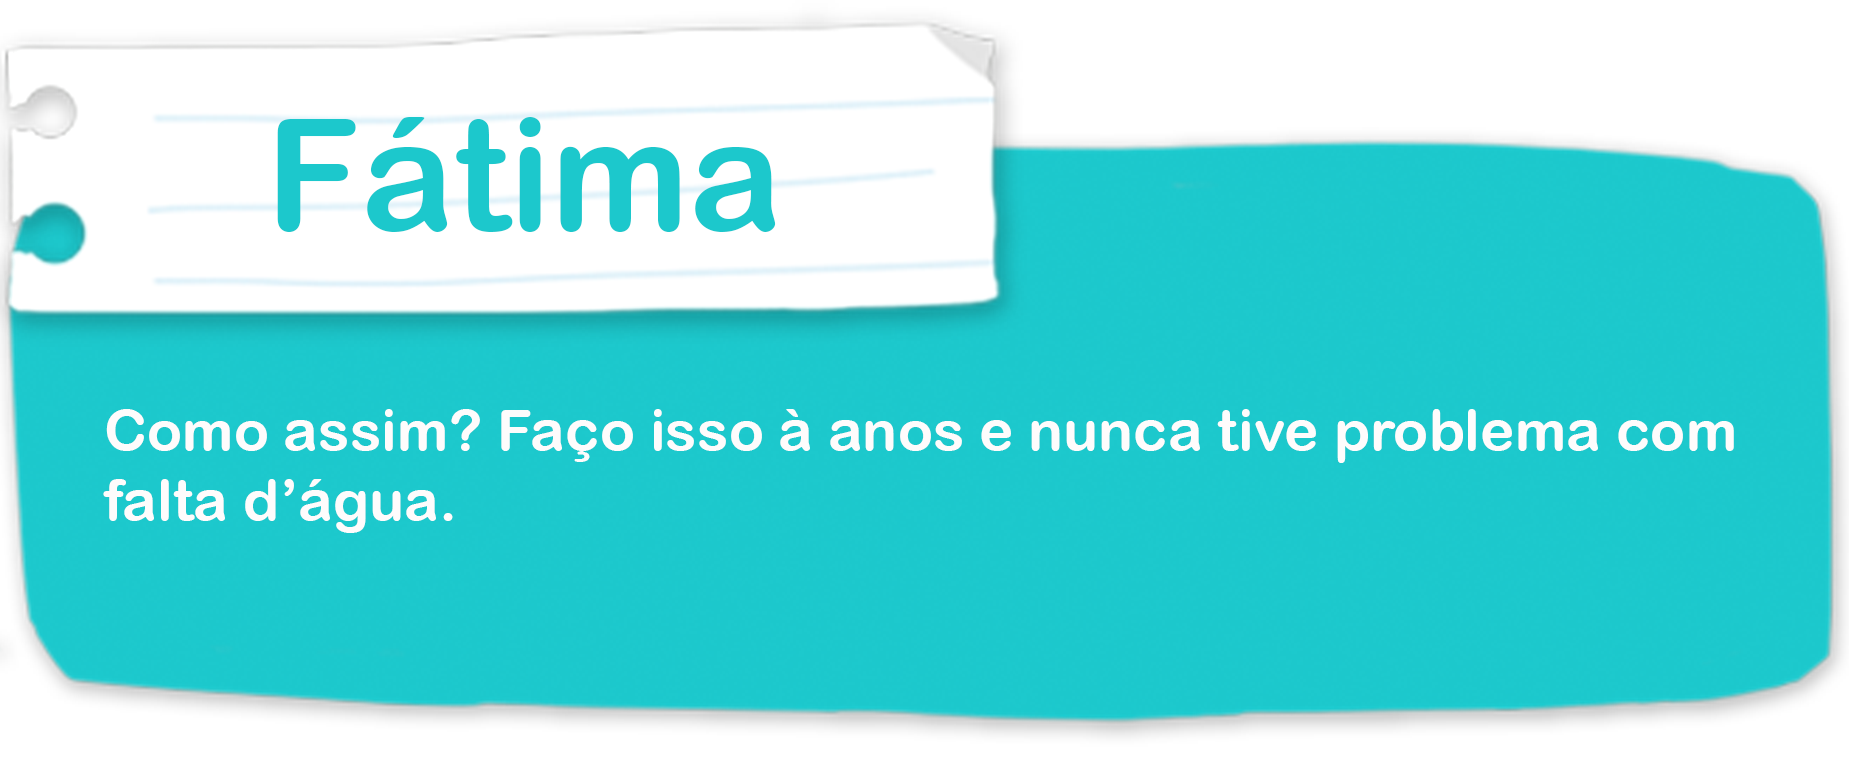 Fátima
Como assim? Faço isso à anos e nunca tive problema com
falta d’água.